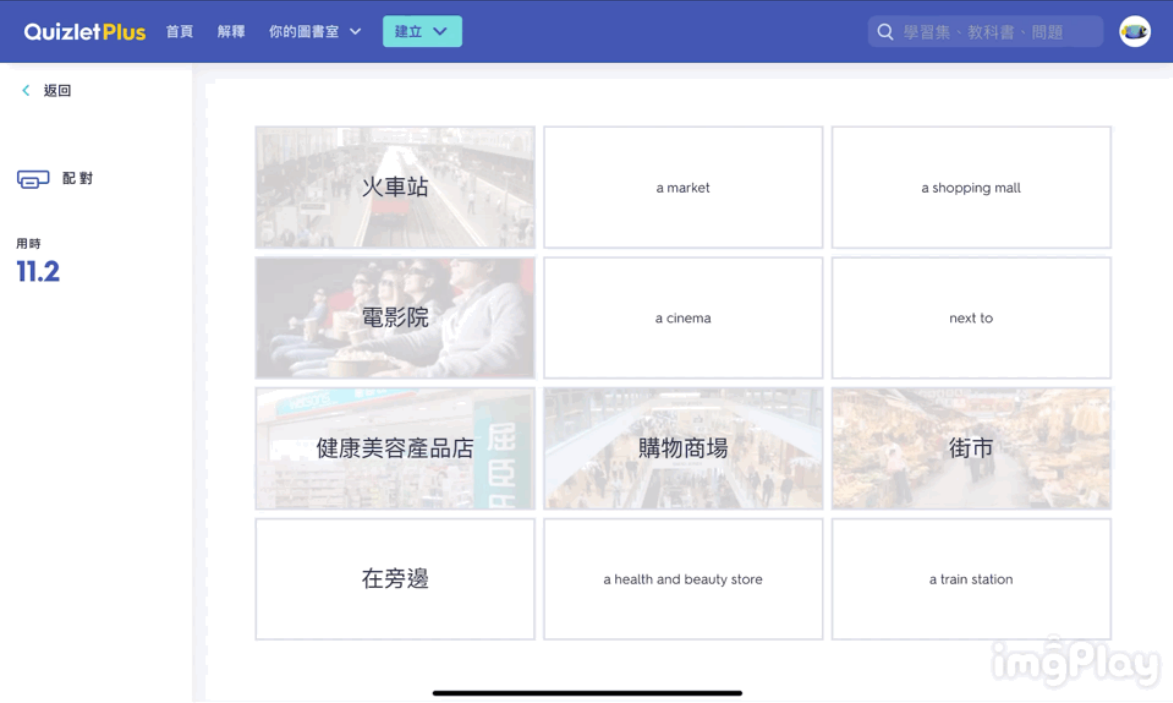 QuizletPlus 首頁 解釋 你的圖書室 建立 學習集、教科書、問題
返回
配對
用時
11.2
火車站 a market a shopping mall
電影院 a cinema next to
健康美容產品店 購物商場 街市
在旁邊 a health and beauty store a train station
imgPlay